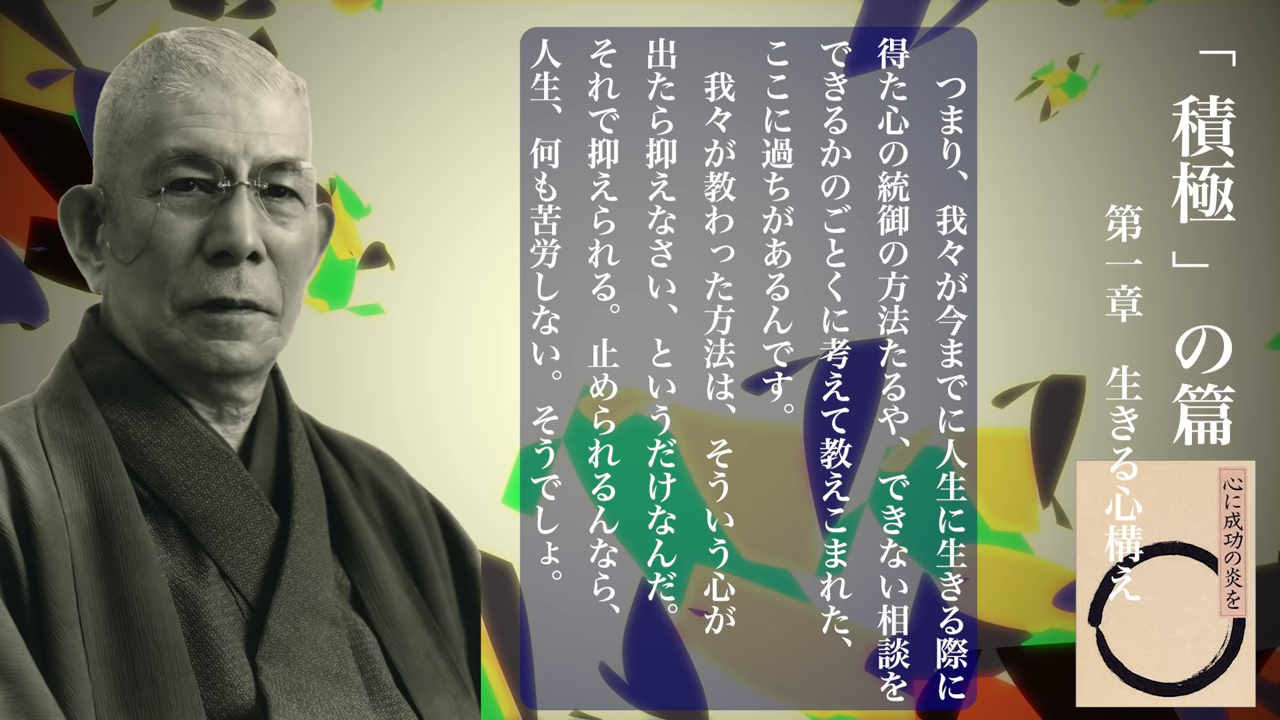 「積極」の篇
第一章　生きる心構え
心に成功の炎を
つまり、我々が今までに人生に生きる際に
得た心の統御の方法たるや、できない相談を
できるかのごとくに考えて教えこまれた、
ここに過ちがあるんです。
我々が教わった方法は、そういう心が
出たら抑えなさい、というだけなんだ。
それで抑えられる。止められるんなら、
人生、何も苦労しない。そうでしょ。